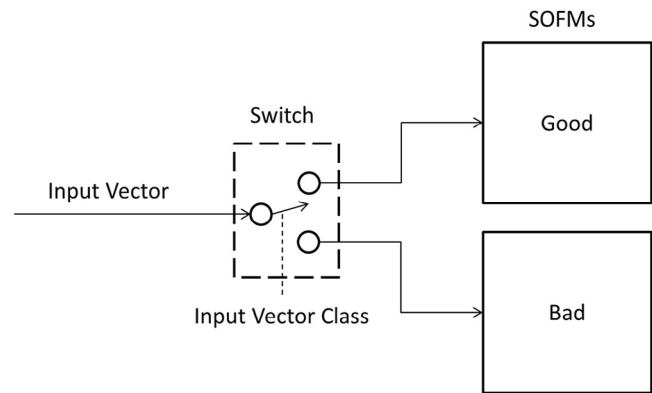 SOFMs
Good
Switch
Input Vector
Input Vector Class
Bad